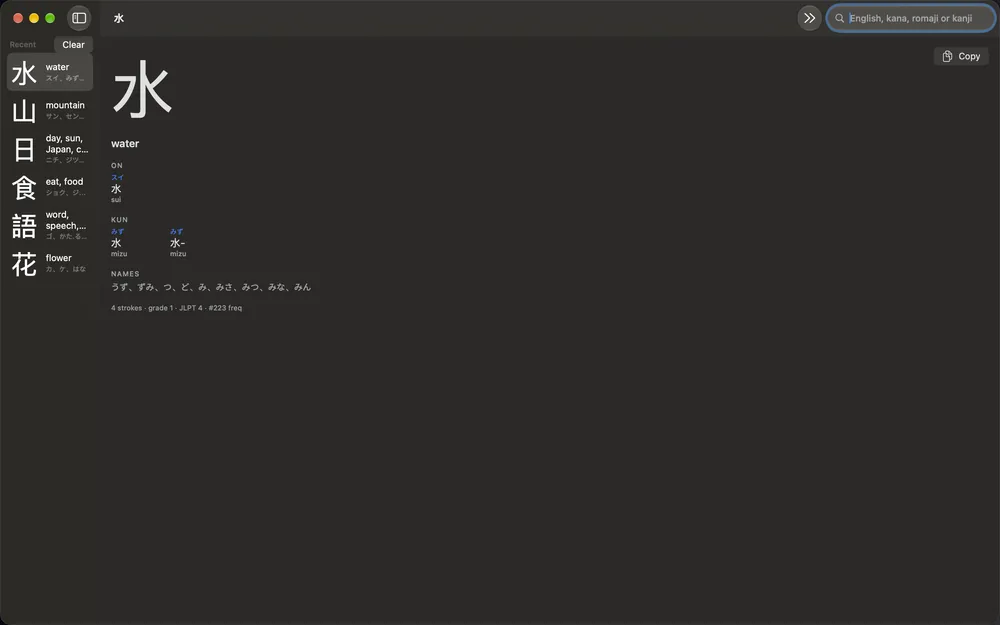 水
English, kana, romaji or kanji
Recent
Clear
水
water
スイ、みず...
山
mountain
サン、セン...
日
day, sun,
Japan, c...
ニチ、ジツ...
食
eat, food
ショク、ジ...
語
word,
speech,...
ゴ、かた.る...
花
flower
カ、ケ、はな
Copy
水
water
ON
スイ
水
sui
KUN
みず みず
水 水-
mizu mizu
NAMES
うず、ずみ、つ、ど、み、みさ、みつ、みな、みん
4 strokes · grade 1 · JLPT 4 · #223 freq